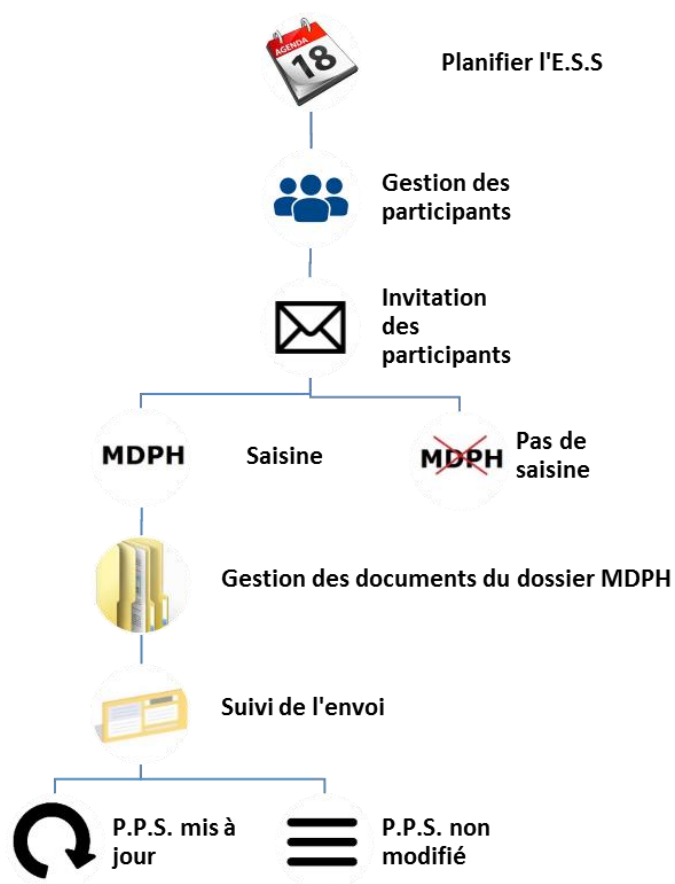 AGENDA
18
Planifier l'E.S.S
Gestion des
participants
Invitation
des
participants
MDPH
Saisine
MDPH
Pas de
saisine
Gestion des documents du dossier MDPH
Suivi de l'envoi
P.P.S. mis à
jour
P.P.S. non
modifié